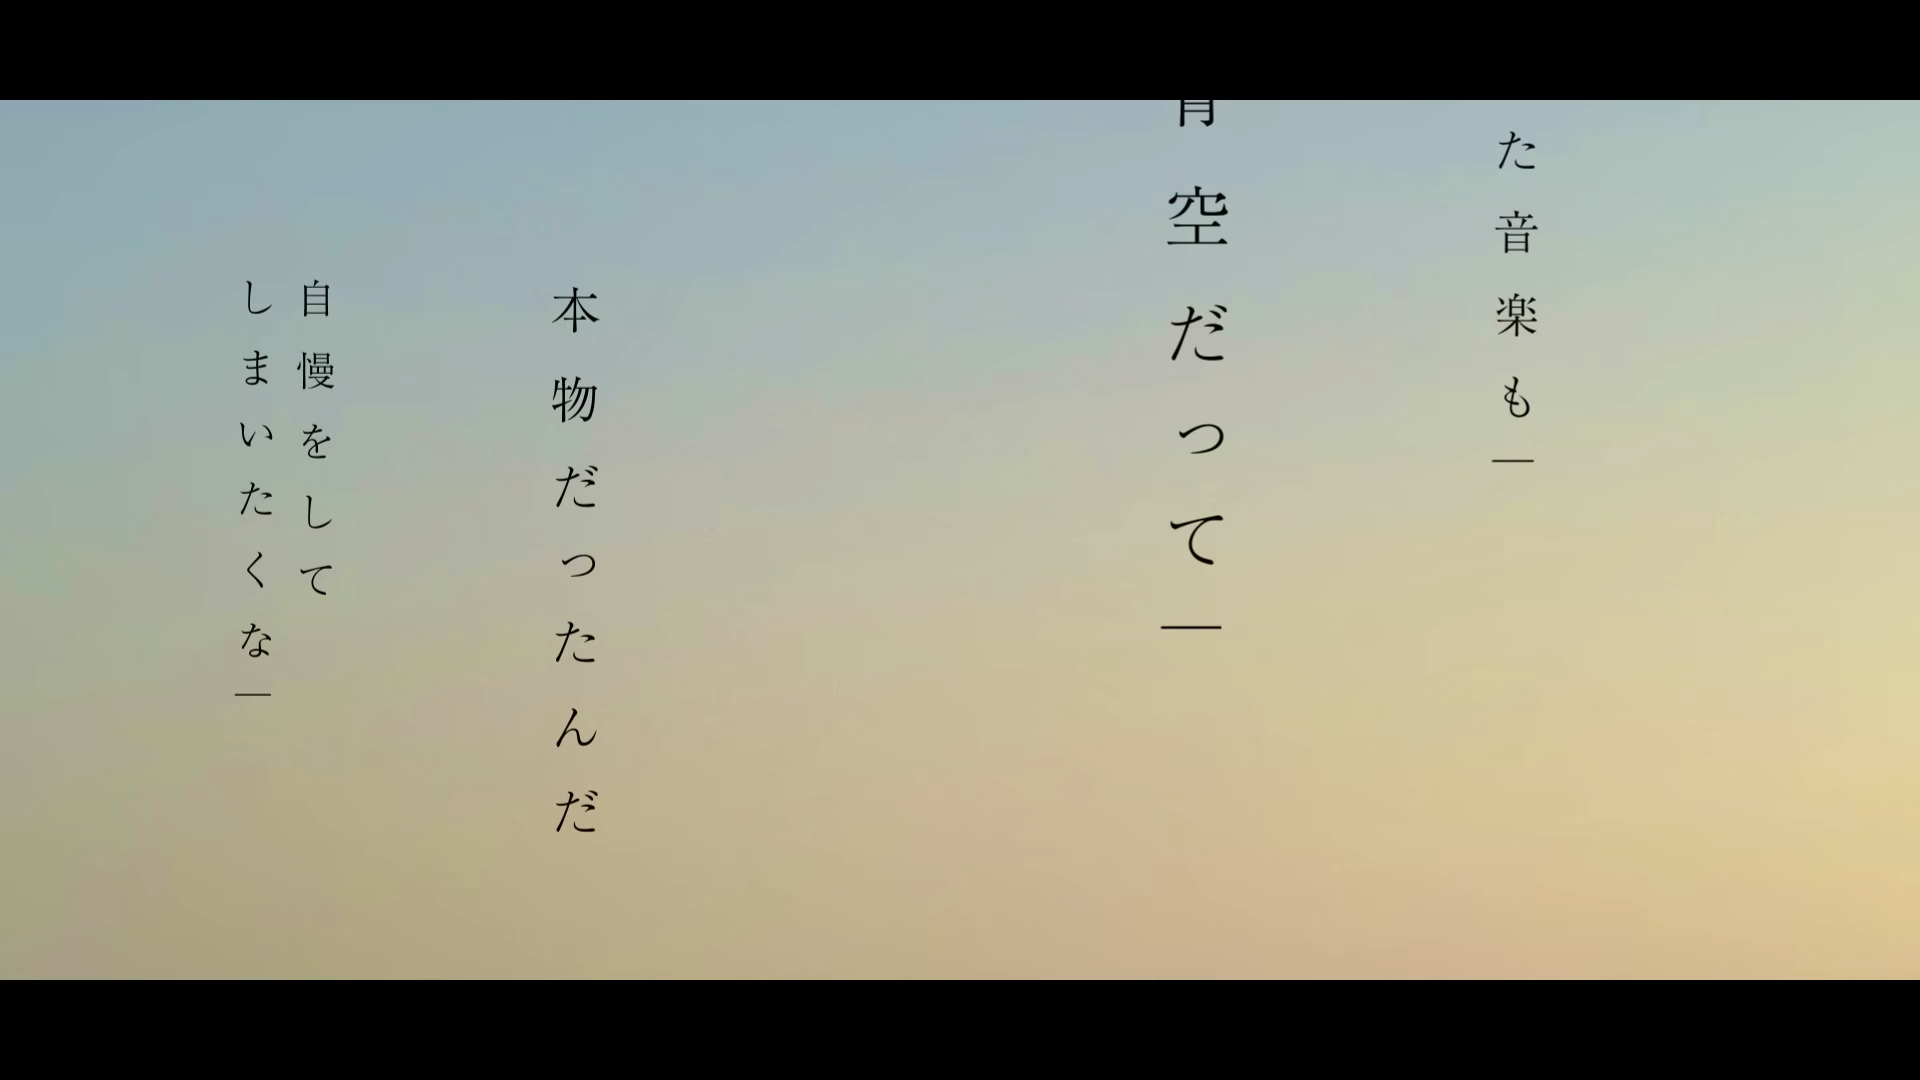 た音楽も
青空だって
本物だったんだ
自慢をして
しまいたくな